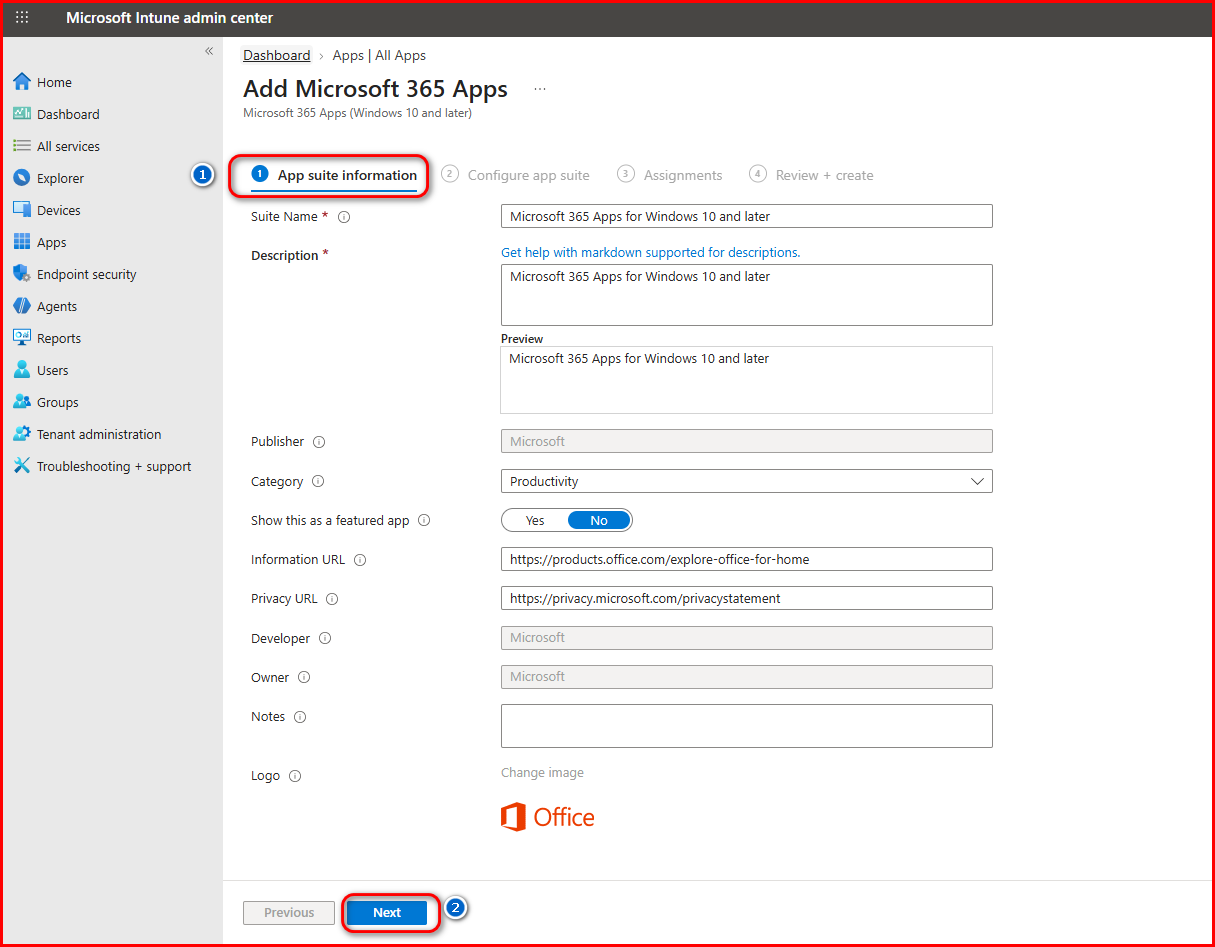 Microsoft Intune admin center
«
Home
Dashboard
All services
Explorer
Devices
Apps
Endpoint security
Agents
Reports
Users
Groups
Tenant administration
Troubleshooting + support
Dashboard > Apps | All Apps
Add Microsoft 365 Apps ...
Microsoft 365 Apps (Windows 10 and later)
1 1 App suite information 2 Configure app suite 3 Assignments 4 Review + create
Suite Name * Microsoft 365 Apps for Windows 10 and later
Description * Get help with markdown supported for descriptions.
Microsoft 365 Apps for Windows 10 and later
Preview
Microsoft 365 Apps for Windows 10 and later
Publisher Microsoft
Category Productivity
Show this as a featured app Yes No
Information URL https://products.office.com/explore-office-for-home
Privacy URL https://privacy.microsoft.com/privacystatement
Developer Microsoft
Owner Microsoft
Notes
Logo Change image
Office
Previous Next 2